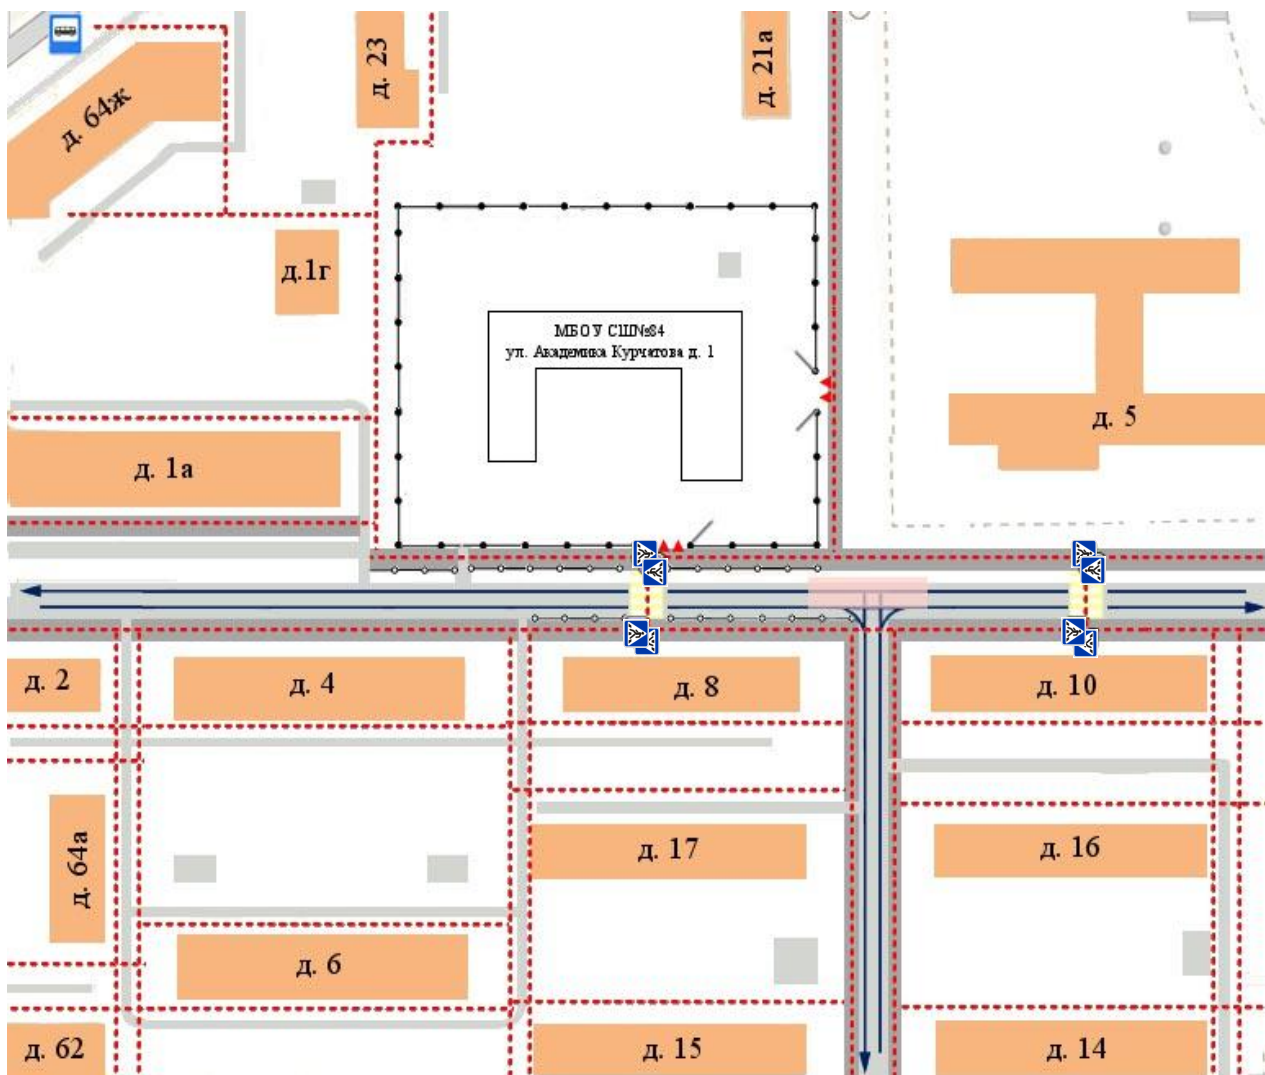 д. 23
д. 21а
д. 64ж
д.1г
МБОУ СШ№84
ул. Академика Курчатова д. 1
д. 5
д. 1а
д. 2
д. 4
д. 8
д. 10
д. 64а
д. 17
д. 16
д. 6
д. 62
д. 15
д. 14